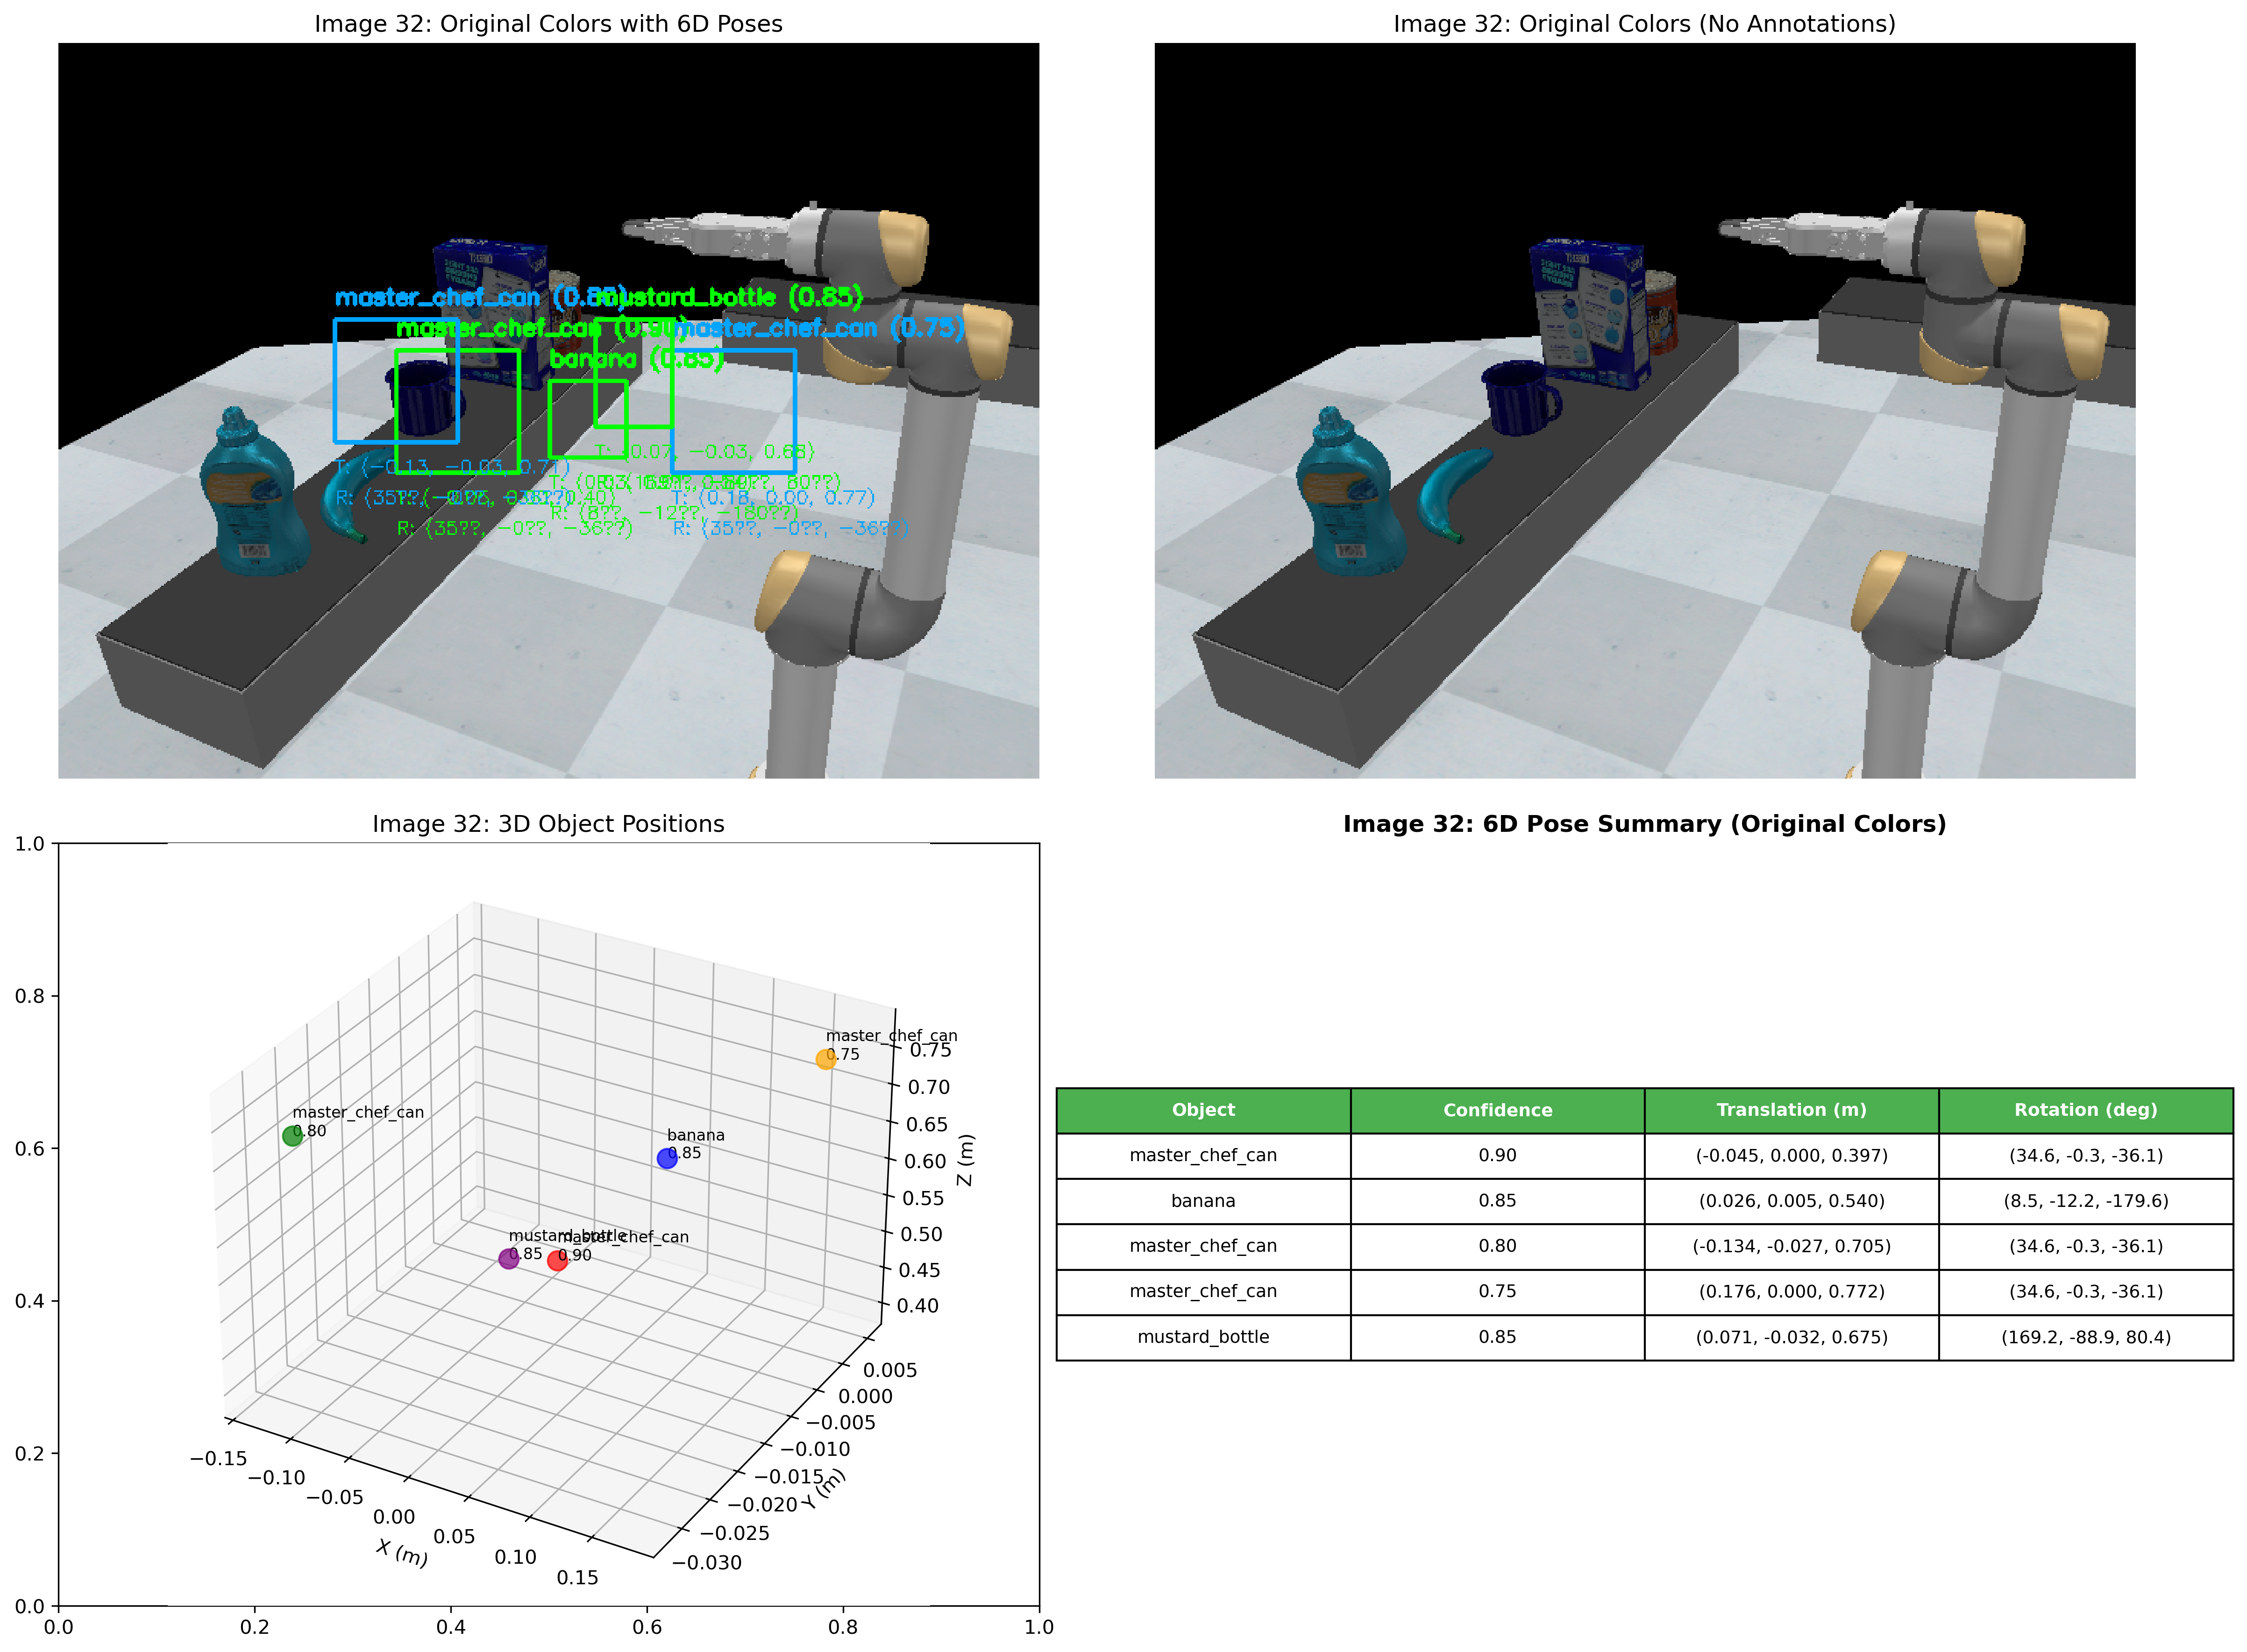 Image 32: Original Colors with 6D Poses
Image 32: Original Colors (No Annotations)
mustard_bottle (0.85)
master_chef_can (0.75)
banana (0.85)
T: (−0.13, −0.03, 0.71)
T: (0.07, −0.03, 0.68)
T: (0.18, 0.00, 0.77)
R: (8??, −12??, −180??)
R: (35??, −0??, −36??)
R: (35??, −0??, −36??)
Image 32: 3D Object Positions
1.0
0.8
0.6
0.4
0.2
0.0
0.0 0.2 0.4 0.6 0.8 1.0
master_chef_can
0.75
master_chef_can
0.80
banana
0.85
mustard_bottle
0.85
master_chef_can
0.90
0.75
0.70
0.65
0.60
0.55
0.50
0.45
0.40
Z (m)
0.005
0.000
−0.005
−0.010
−0.015
−0.020
−0.025
−0.030
Y (m)
−0.15
−0.10
−0.05
0.00
0.05
0.10
0.15
X (m)
Image 32: 6D Pose Summary (Original Colors)
Object Confidence Translation (m) Rotation (deg)
master_chef_can 0.90 (-0.045, 0.000, 0.397) (34.6, -0.3, -36.1)
banana 0.85 (0.026, 0.005, 0.540) (8.5, -12.2, -179.6)
master_chef_can 0.80 (-0.134, -0.027, 0.705) (34.6, -0.3, -36.1)
master_chef_can 0.75 (0.176, 0.000, 0.772) (34.6, -0.3, -36.1)
mustard_bottle 0.85 (0.071, -0.032, 0.675) (169.2, -88.9, 80.4)